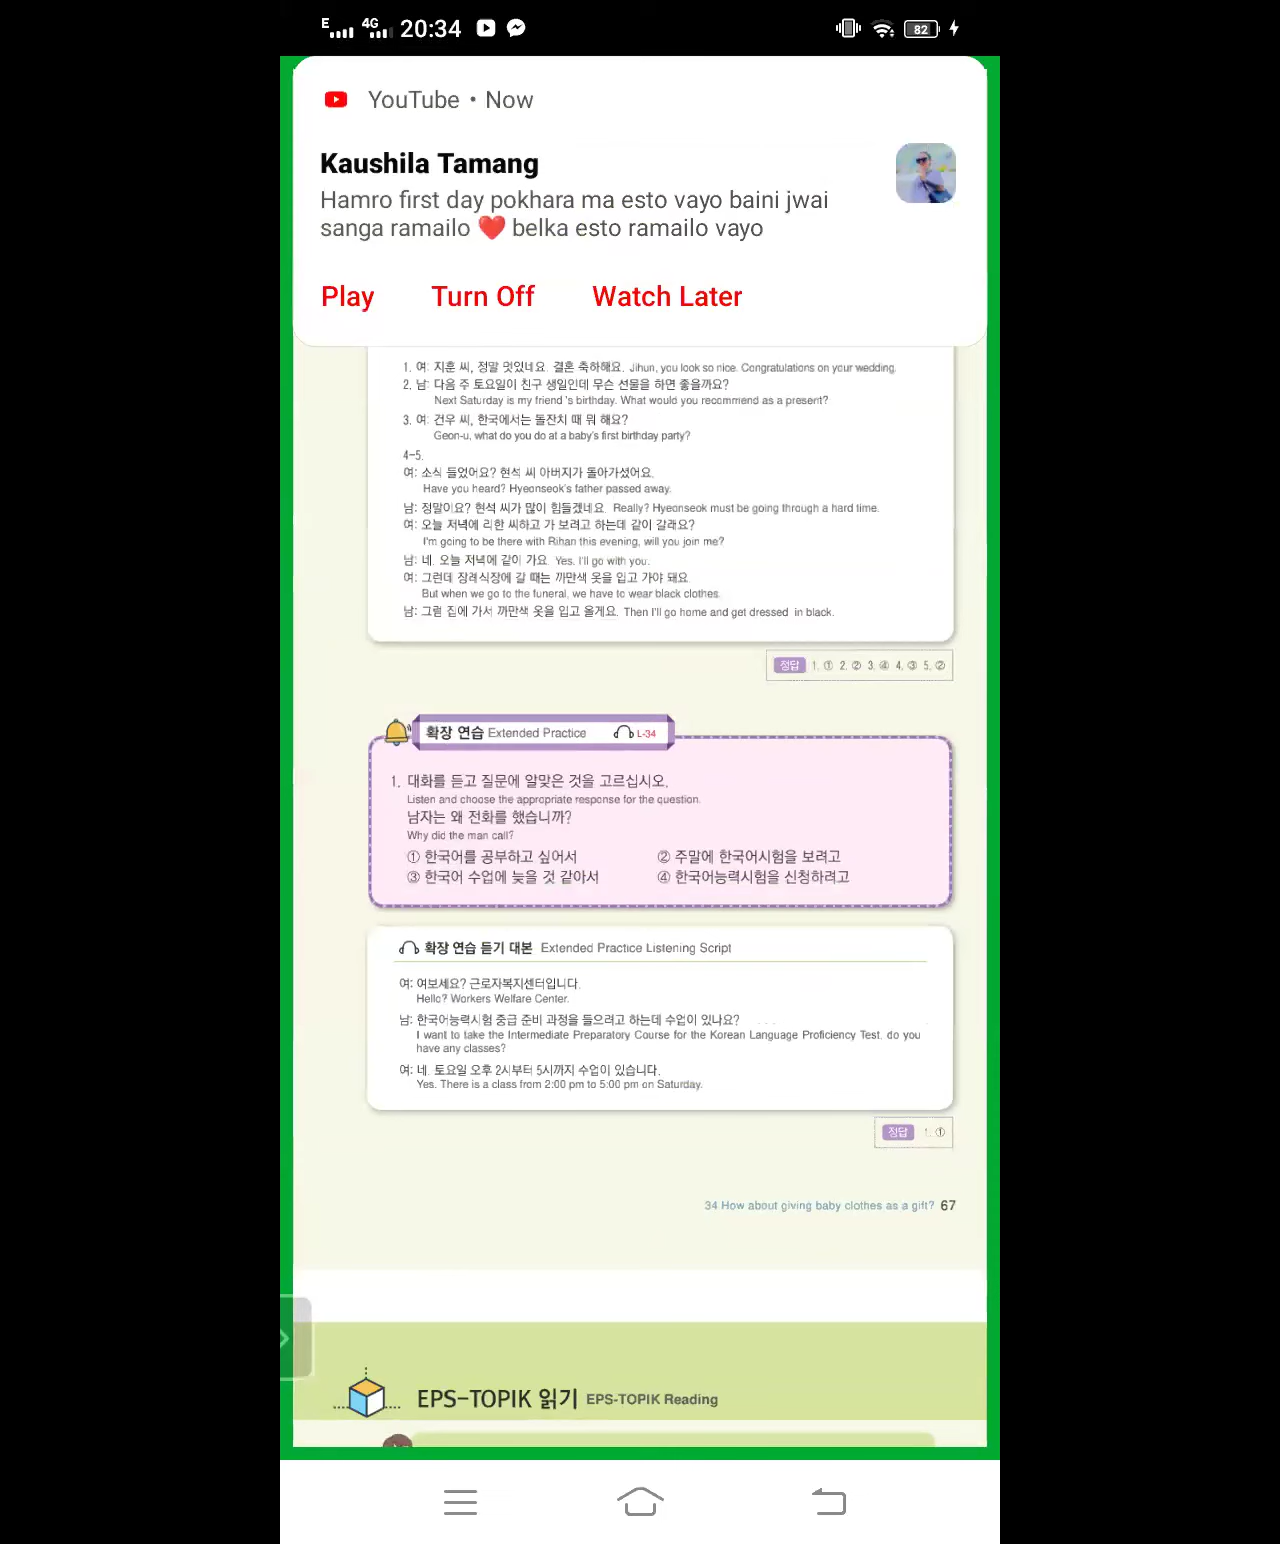 E 4G 20:34 82
YouTube • Now
Kaushila Tamang
Hamro first day pokhara ma esto vayo baini jwai
sanga ramailo ❤️ belka esto ramailo vayo
Play Turn Off Watch Later
1. 여: 지훈 씨, 정말 멋있네요. 결혼 축하해요. Jihun, you look so nice. Congratulations on your wedding.
2. 남: 다음 주 토요일이 친구 생일인데 무슨 선물을 하면 좋을까요?
Next Saturday is my friend's birthday. What would you recommend as a present?
3. 여: 건우 씨, 한국에서는 돌잔치 때 뭐 해요?
Geon-u, what do you do at a baby's first birthday party?
4-5.
여: 소식 들었어요? 현석 씨 아버지가 돌아가셨어요.
Have you heard? Hyeonseok's father passed away.
남: 정말이요? 현석 씨가 많이 힘들겠네요. Really? Hyeonseok must be going through a hard time.
여: 오늘 저녁에 리한 씨하고 가 보려고 하는데 같이 갈래요?
I'm going to be there with Rihan this evening, will you join me?
남: 네. 오늘 저녁에 같이 가요. Yes. I'll go with you.
여: 그런데 장례식장에 갈 때는 까만색 옷을 입고 가야 돼요.
But when we go to the funeral, we have to wear black clothes.
남: 그럼 집에 가서 까만색 옷을 입고 올게요. Then I'll go home and get dressed in black.
정답 1. ① 2. ② 3. ④ 4. ③ 5. ②
확장 연습 Extended Practice L-34
1. 대화를 듣고 질문에 알맞은 것을 고르십시오.
Listen and choose the appropriate response for the question.
남자는 왜 전화를 했습니까?
Why did the man call?
① 한국어를 공부하고 싶어서 ② 주말에 한국어시험을 보려고
③ 한국어 수업에 늦을 것 같아서 ④ 한국어능력시험을 신청하려고
확장 연습 듣기 대본 Extended Practice Listening Script
여: 여보세요? 근로자복지센터입니다.
Hello? Workers Welfare Center.
남: 한국어능력시험 중급 준비 과정을 들으려고 하는데 수업이 있나요?
I want to take the Intermediate Preparatory Course for the Korean Language Proficiency Test, do you
have any classes?
여: 네. 토요일 오후 2시부터 5시까지 수업이 있습니다.
Yes. There is a class from 2:00 pm to 5:00 pm on Saturday.
정답 1. ①
34 How about giving baby clothes as a gift? 67
EPS-TOPIK 읽기 EPS-TOPIK Reading